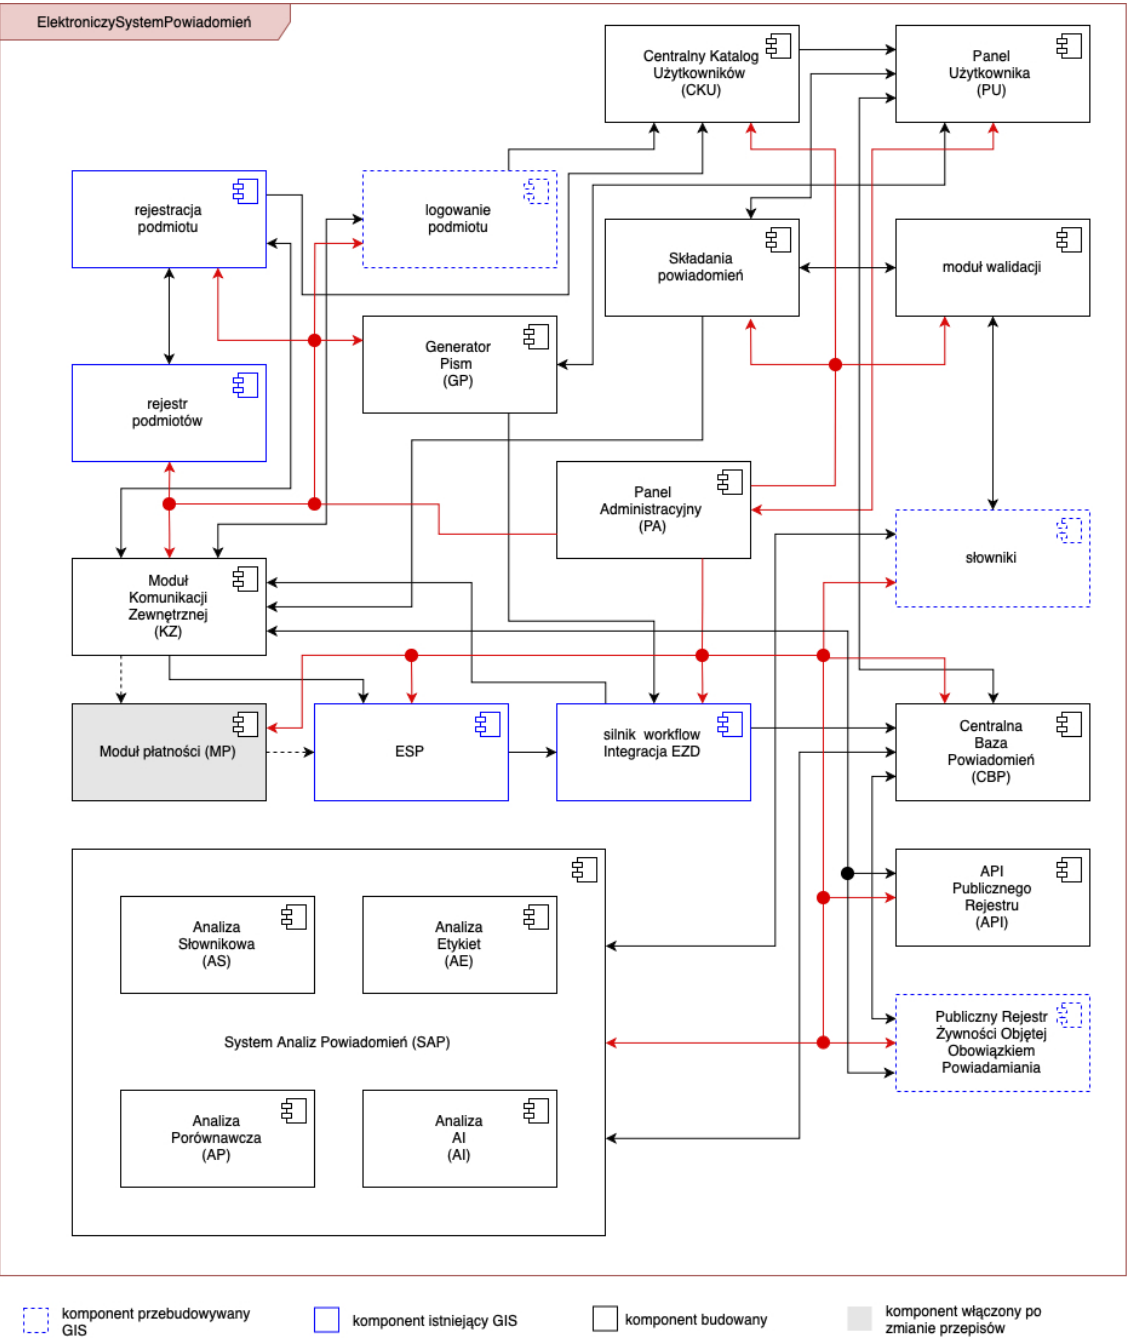 ElektroniczySystemPowiadomień
Centralny Katalog
Użytkowników
(CKU)
Panel
Użytkownika
(PU)
rejestracja
podmiotu
logowanie
podmiotu
Składania
powiadomień
moduł walidacji
Generator
Pism
(GP)
rejestr
podmiotów
Panel
Administracyjny
(PA)
słowniki
Moduł
Komunikacji
Zewnętrznej
(KZ)
Moduł płatności (MP)
ESP
silnik workflow
Integracja EZD
Centralna
Baza
Powiadomień
(CBP)
API
Publicznego
Rejestru
(API)
Analiza
Słownikowa
(AS)
Analiza
Etykiet
(AE)
System Analiz Powiadomień (SAP)
Publiczny Rejestr
Żywności Objętej
Obowiązkiem
Powiadamiania
Analiza
Porównawcza
(AP)
Analiza
AI
(AI)
komponent przebudowywany
GIS
komponent istniejący GIS
komponent budowany
komponent włączony po
zmianie przepisów